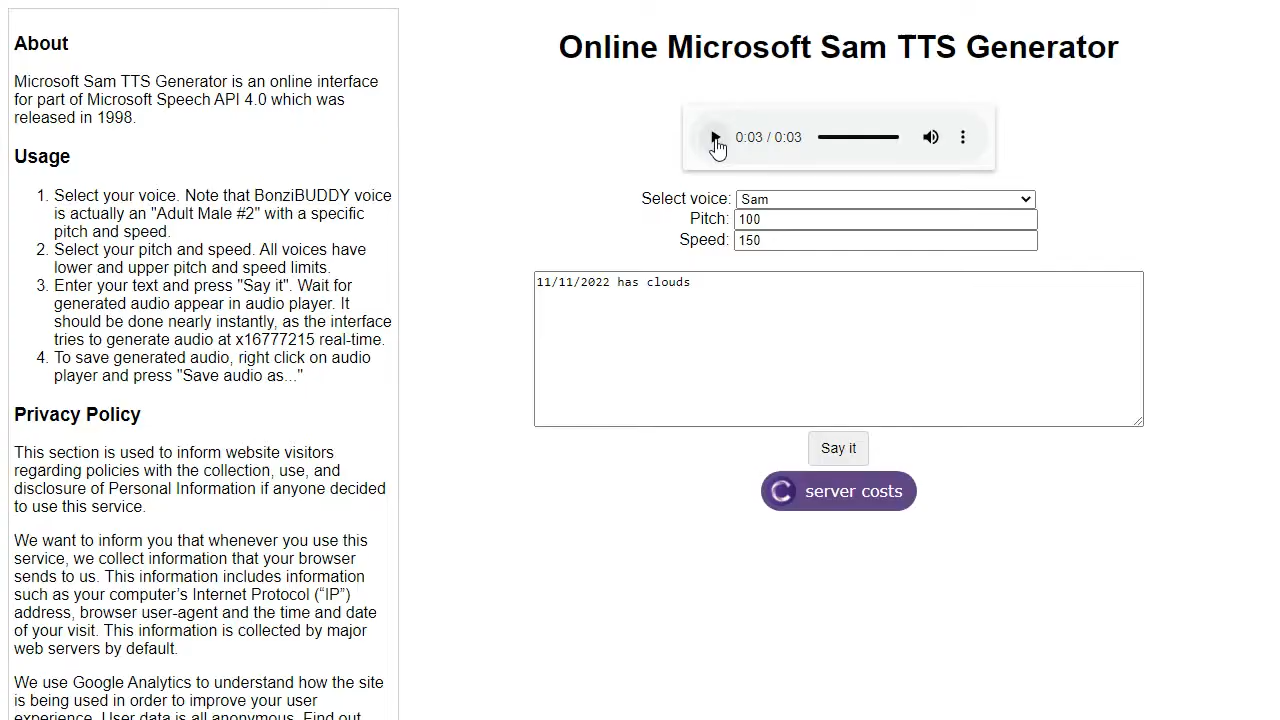 About
Microsoft Sam TTS Generator is an online interface
for part of Microsoft Speech API 4.0 which was
released in 1998.
Usage
1. Select your voice. Note that BonziBUDDY voice
is actually an "Adult Male #2" with a specific
pitch and speed.
2. Select your pitch and speed. All voices have
lower and upper pitch and speed limits.
3. Enter your text and press "Say it". Wait for
generated audio appear in audio player. It
should be done nearly instantly, as the interface
tries to generate audio at x16777215 real-time.
4. To save generated audio, right click on audio
player and press "Save audio as..."
Privacy Policy
This section is used to inform website visitors
regarding policies with the collection, use, and
disclosure of Personal Information if anyone decided
to use this service.
We want to inform you that whenever you use this
service, we collect information that your browser
sends to us. This information includes information
such as your computer’s Internet Protocol (“IP”)
address, browser user-agent and the time and date
of your visit. This information is collected by major
web servers by default.
We use Google Analytics to understand how the site
is being used in order to improve your user
experience. User data is all anonymous. Find out
Online Microsoft Sam TTS Generator
0:03 / 0:03
Select voice: Sam
Pitch: 100
Speed: 150
11/11/2022 has clouds
Say it
C server costs